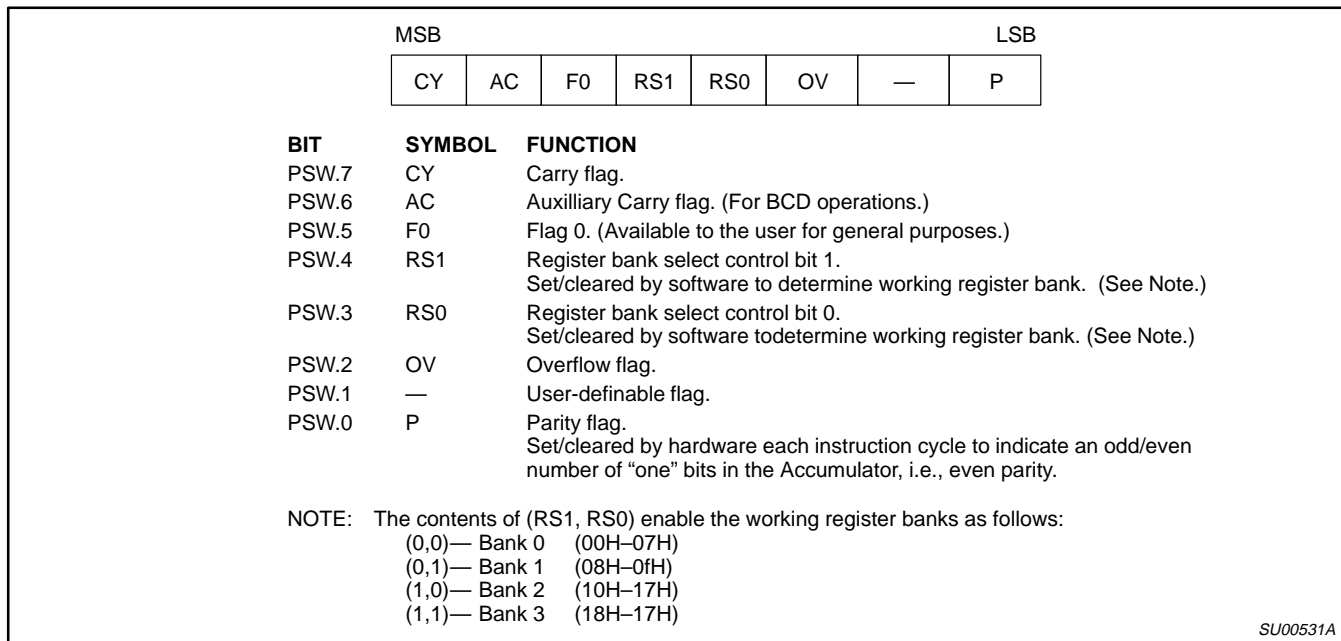 MSB LSB
CY AC F0 RS1 RS0 OV — P
BIT SYMBOL FUNCTION
PSW.7 CY Carry flag.
PSW.6 AC Auxilliary Carry flag. (For BCD operations.)
PSW.5 F0 Flag 0. (Available to the user for general purposes.)
PSW.4 RS1 Register bank select control bit 1.
Set/cleared by software to determine working register bank. (See Note.)
PSW.3 RS0 Register bank select control bit 0.
Set/cleared by software todetermine working register bank. (See Note.)
PSW.2 OV Overflow flag.
PSW.1 — User-definable flag.
PSW.0 P Parity flag.
Set/cleared by hardware each instruction cycle to indicate an odd/even
number of “one” bits in the Accumulator, i.e., even parity.
NOTE: The contents of (RS1, RS0) enable the working register banks as follows:
(0,0)— Bank 0 (00H–07H)
(0,1)— Bank 1 (08H–0fH)
(1,0)— Bank 2 (10H–17H)
(1,1)— Bank 3 (18H–17H)
SU00531A